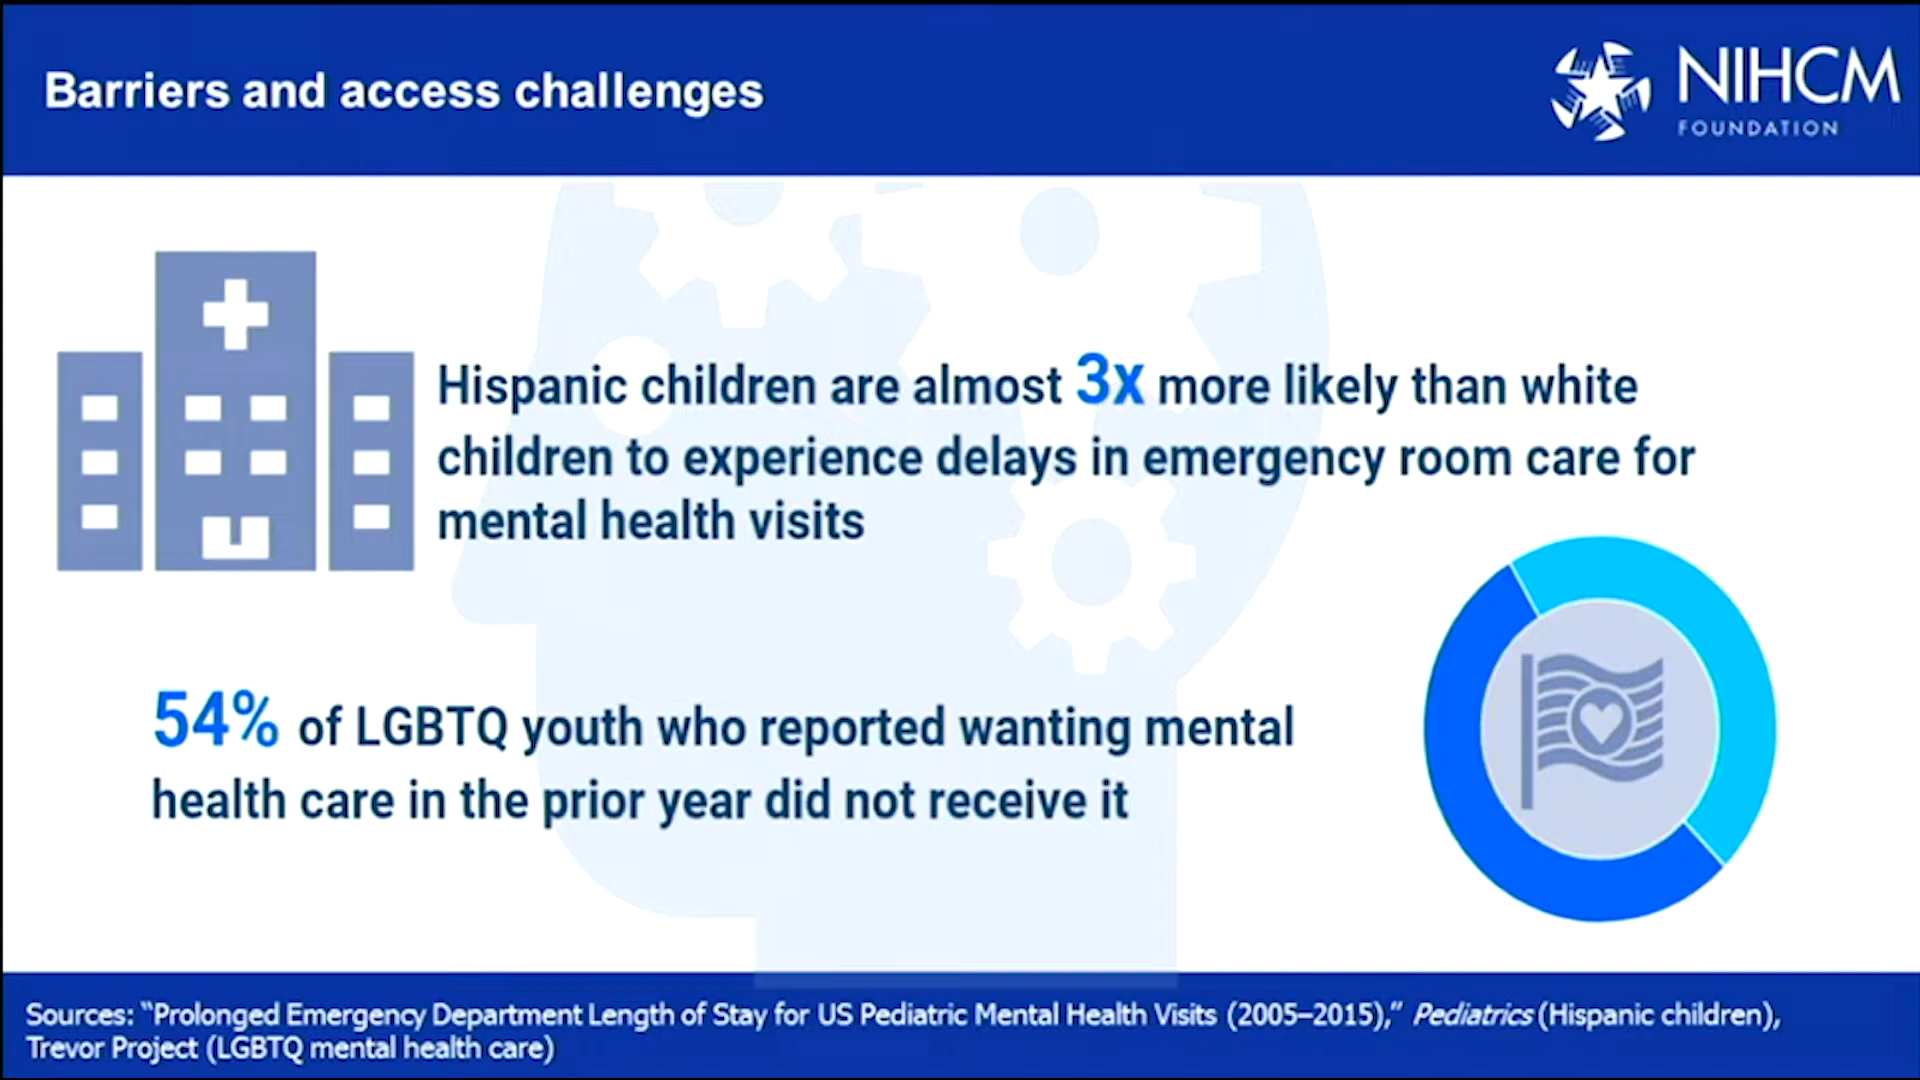 Barriers and access challenges
NIHCM
FOUNDATION
Hispanic children are almost 3x more likely than white
children to experience delays in emergency room care for
mental health visits
54% of LGBTQ youth who reported wanting mental
health care in the prior year did not receive it
Sources: “Prolonged Emergency Department Length of Stay for US Pediatric Mental Health Visits (2005–2015),” Pediatrics (Hispanic children),
Trevor Project (LGBTQ mental health care)